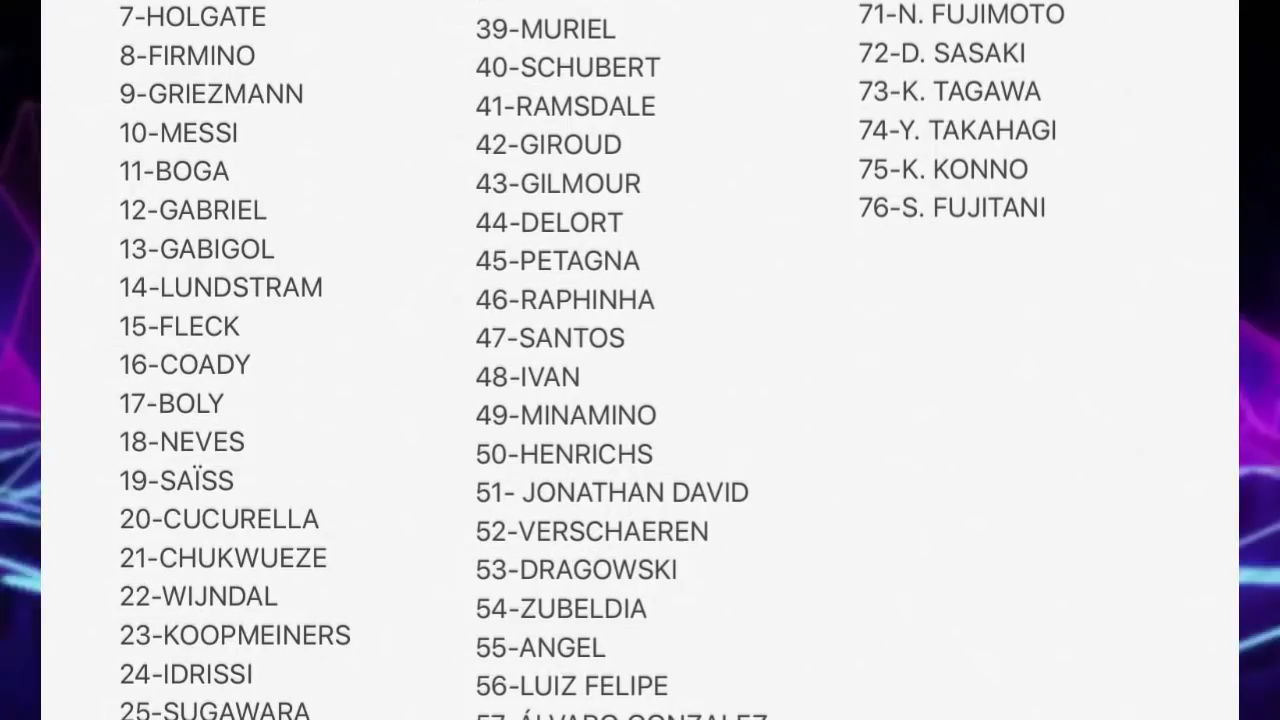 7-HOLGATE
8-FIRMINO
9-GRIEZMANN
10-MESSI
11-BOGA
12-GABRIEL
13-GABIGOL
14-LUNDSTRAM
15-FLECK
16-COADY
17-BOLY
18-NEVES
19-SAÏSS
20-CUCURELLA
21-CHUKWUEZE
22-WIJNDAL
23-KOOPMEINERS
24-IDRISSI
25-SUGAWARA
39-MURIEL
40-SCHUBERT
41-RAMSDALE
42-GIROUD
43-GILMOUR
44-DELORT
45-PETAGNA
46-RAPHINHA
47-SANTOS
48-IVAN
49-MINAMINO
50-HENRICHS
51- JONATHAN DAVID
52-VERSCHAEREN
53-DRAGOWSKI
54-ZUBELDIA
55-ANGEL
56-LUIZ FELIPE
57-ÁLVARO GONZALEZ
71-N. FUJIMOTO
72-D. SASAKI
73-K. TAGAWA
74-Y. TAKAHAGI
75-K. KONNO
76-S. FUJITANI